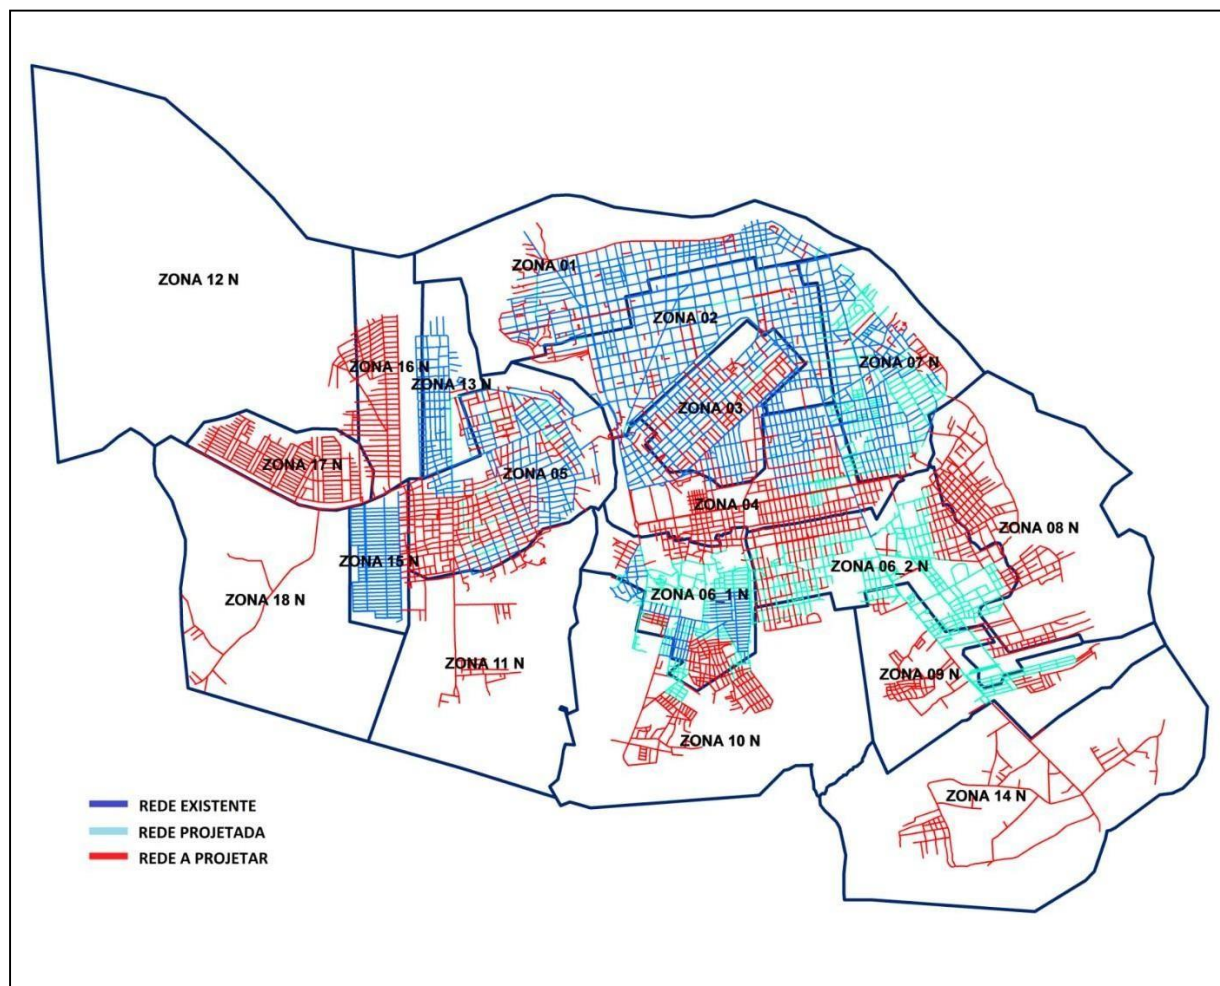 ZONA 01
ZONA 12 N
ZONA 02
ZONA 07 N
ZONA 16 N
ZONA 13 N
ZONA 03
ZONA 17 N
ZONA 05
ZONA 04
ZONA 08 N
ZONA 15 N
ZONA 06_2 N
ZONA 18 N
ZONA 06_1 N
ZONA 11 N
ZONA 09 N
ZONA 10 N
ZONA 14 N
REDE EXISTENTE
REDE PROJETADA
REDE A PROJETAR